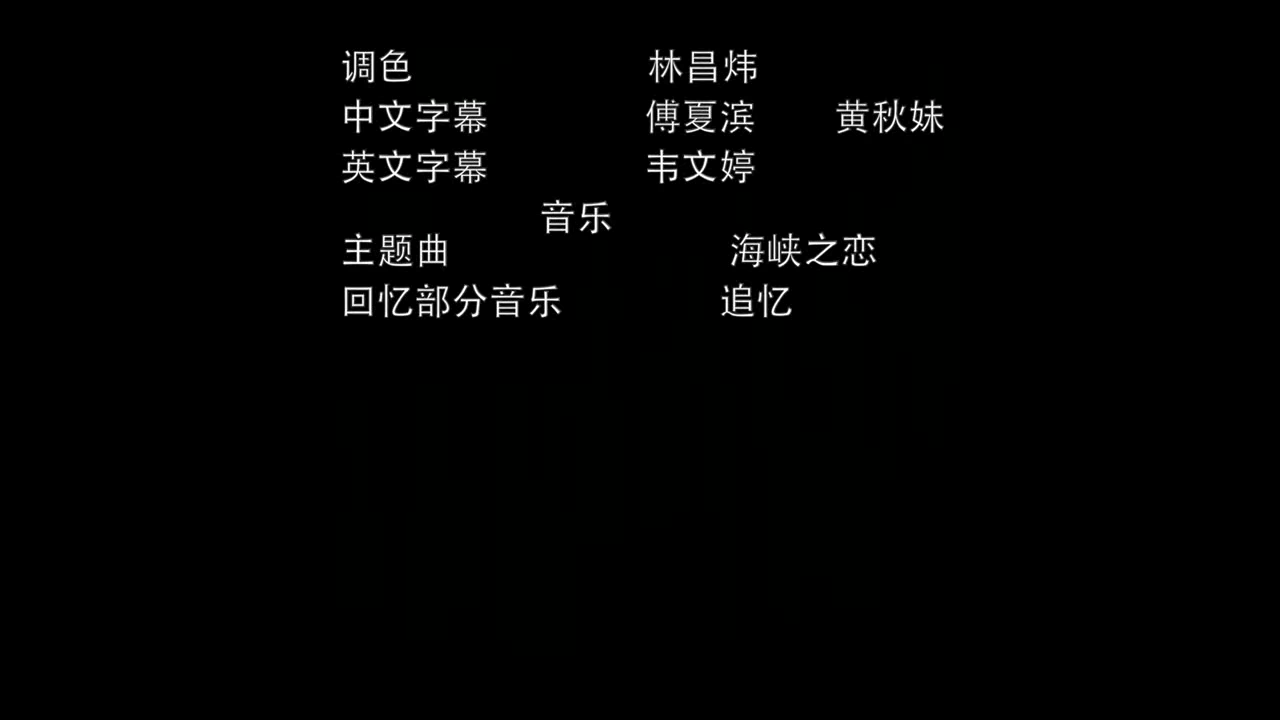 调色 林昌炜
中文字幕 傅夏滨 黄秋妹
英文字幕 韦文婷
音乐
主题曲 海峡之恋
回忆部分音乐 追忆